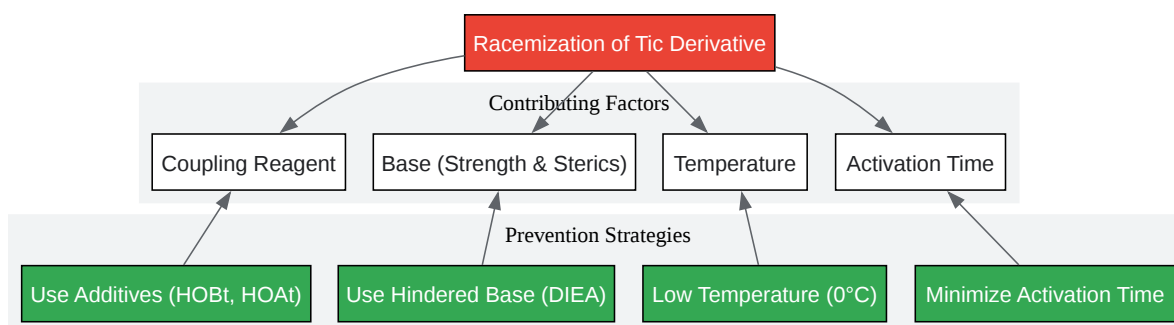 Racemization of Tic Derivative
Contributing Factors
Coupling Reagent
Base (Strength & Sterics)
Temperature
Activation Time
Prevention Strategies
Use Additives (HOBt, HOAt)
Use Hindered Base (DIEA)
Low Temperature (0°C)
Minimize Activation Time